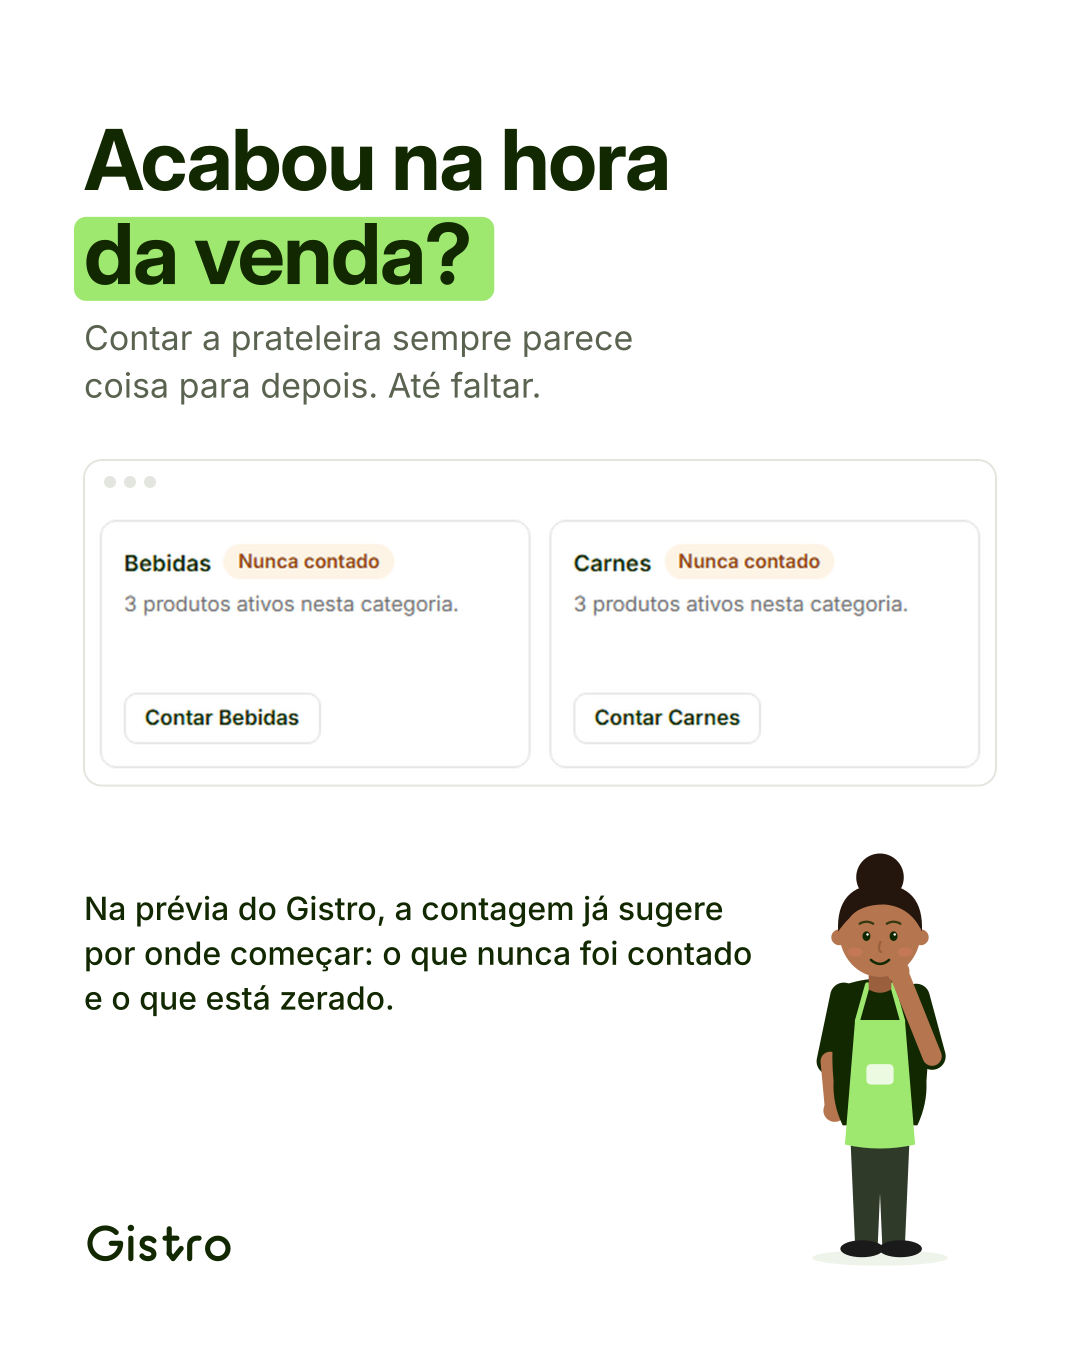 Acabou na hora
da venda?
Contar a prateleira sempre parece
coisa para depois. Até faltar.
Bebidas Nunca contado
3 produtos ativos nesta categoria.
Contar Bebidas
Carnes Nunca contado
3 produtos ativos nesta categoria.
Contar Carnes
Na prévia do Gistro, a contagem já sugere
por onde começar: o que nunca foi contado
e o que está zerado.
Gistro